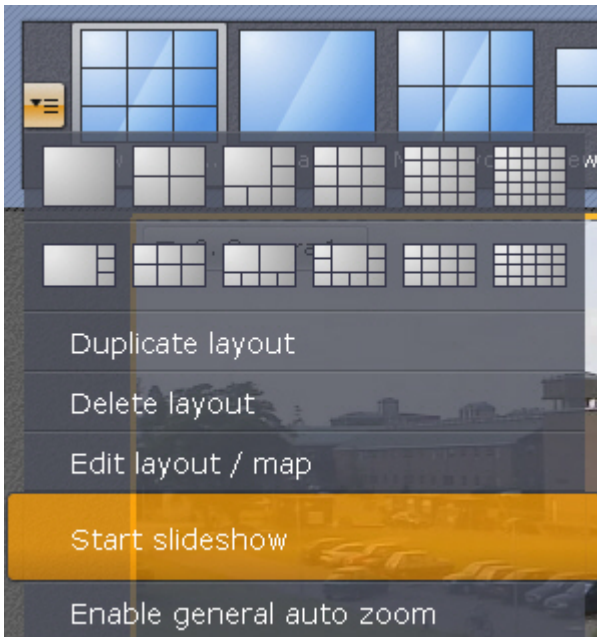 Duplicate layout
Delete layout
Edit layout / map
Start slideshow
Enable general auto zoom